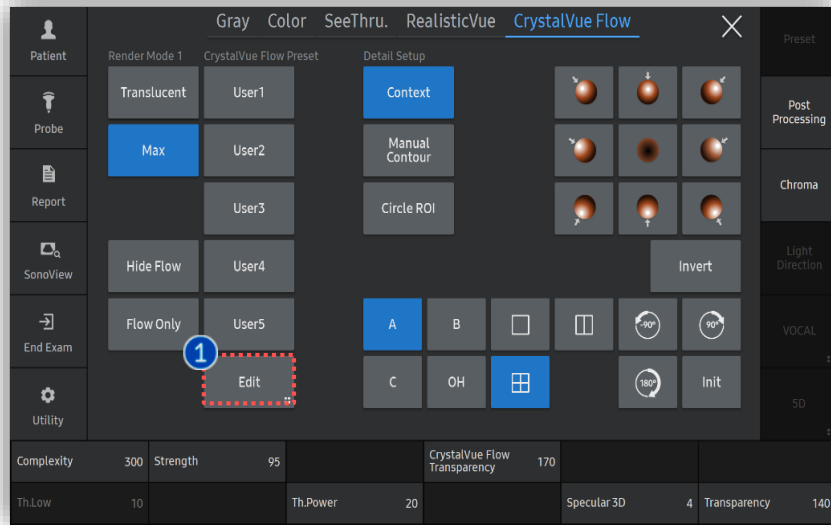 Gray Color SeeThru. RealisticVue CrystalVue Flow
Patient
Probe
Report
SonoView
End Exam
Utility
Render Mode 1 CrystalVue Flow Preset Detail Setup
Translucent User1 Context
Max User2 Manual
Contour
User3 Circle ROI
Hide Flow User4 Invert
Flow Only User5 A B -90° 90°
1
Edit C OH 180° Init
Preset
Post
Processing
Chroma
Light
Direction
VOCAL
5D
Complexity 300 Strength 95 CrystalVue Flow
Transparency 170
Th.Low 10 Th.Power 20 Specular 3D 4 Transparency 140